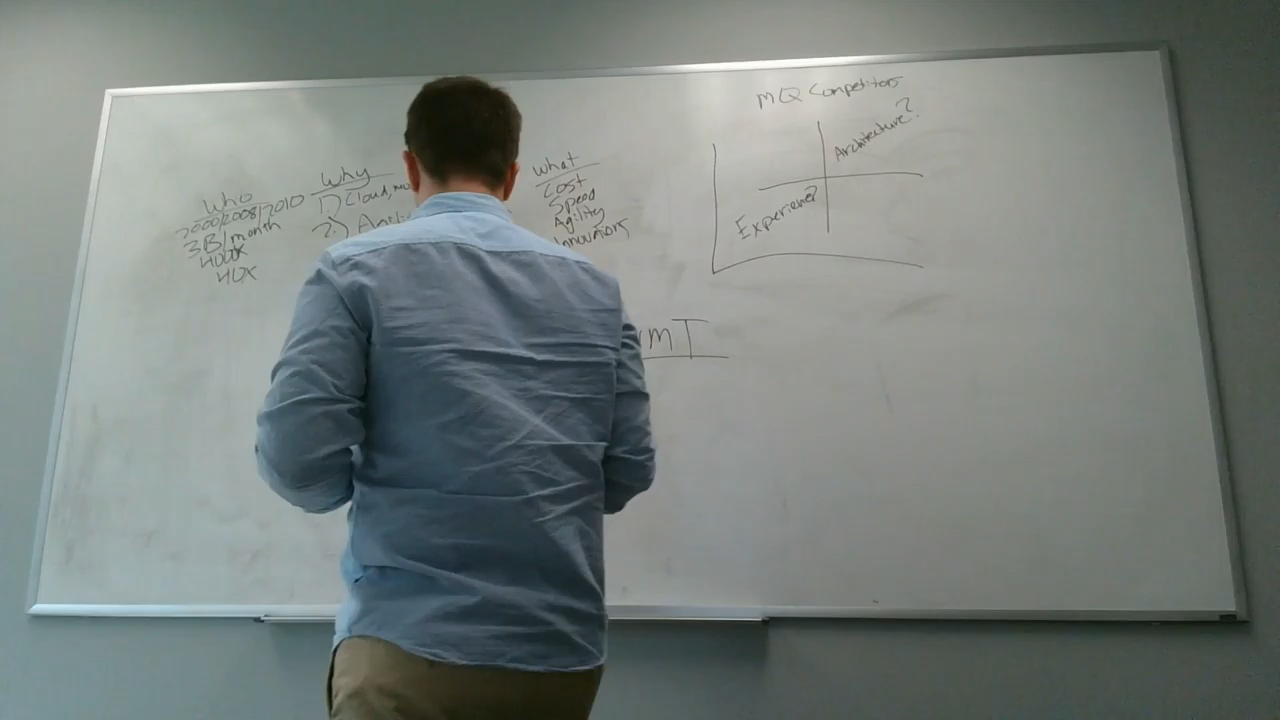 Who
2000/2008/2010
3B/month
400X
40X
Why
1) Cloud,
2)
What
Cost
Speed
Agility
Innovation
MQ Competitors
Architecture?
Experience?
MT